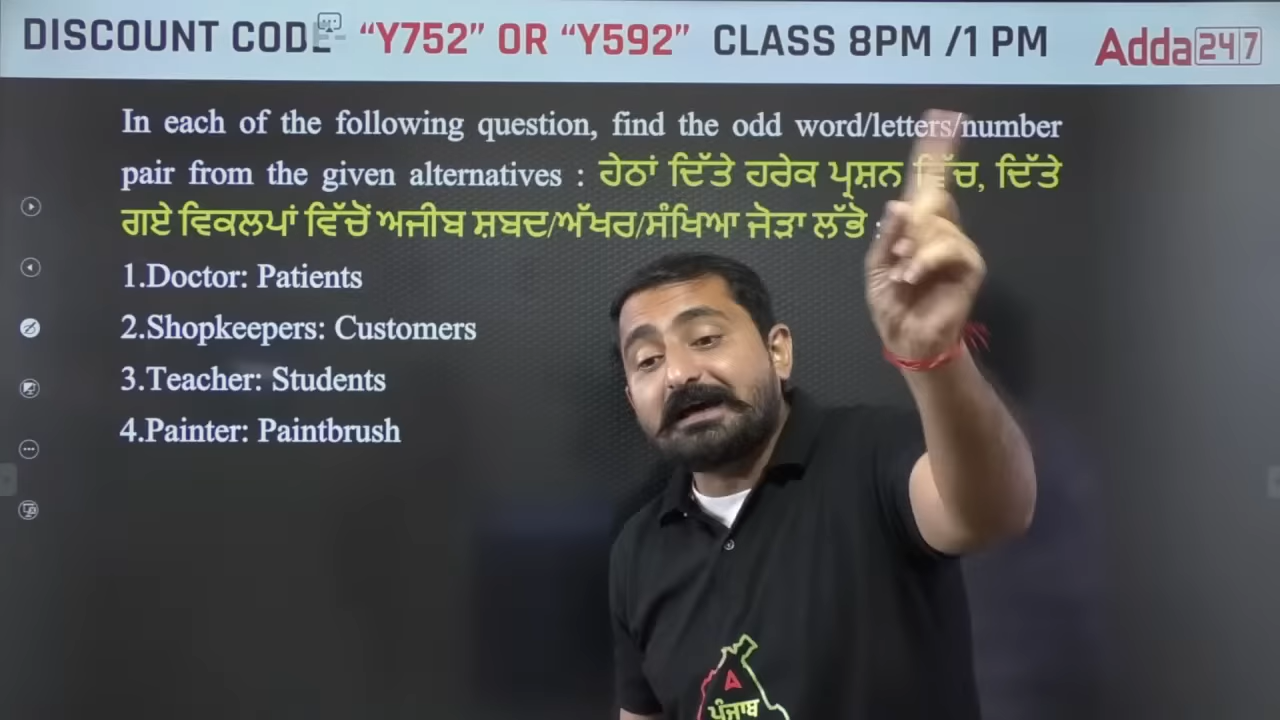 DISCOUNT CODE "Y752" OR "Y592" CLASS 8PM /1 PM
Adda247
In each of the following question, find the odd word/letters/number
pair from the given alternatives : ਹੇਠਾਂ ਦਿੱਤੇ ਹਰੇਕ ਪ੍ਰਸ਼ਨ ਵਿੱਚ, ਦਿੱਤੇ
ਗਏ ਵਿਕਲਪਾਂ ਵਿੱਚੋਂ ਅਜੀਬ ਸ਼ਬਦ/ਅੱਖਰ/ਸੰਖਿਆ ਜੋੜਾ ਲੱਭੋ :
1.Doctor: Patients
2.Shopkeepers: Customers
3.Teacher: Students
4.Painter: Paintbrush
ਪੰਜਾਬ